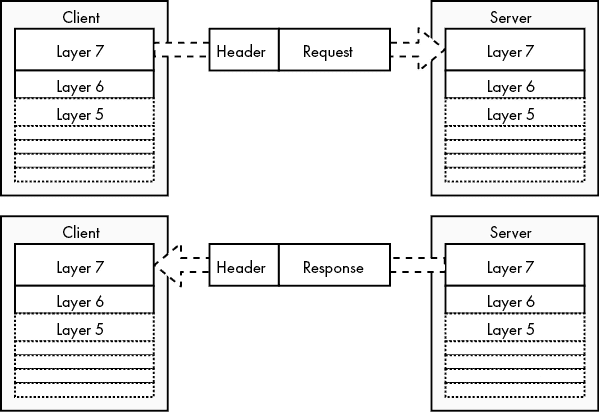 Client
Server
Layer 7
Header
Request
Layer 7
Layer 6
Layer 6
Layer 5
Layer 5
Client
Server
Layer 7
Header
Response
Layer 7
Layer 6
Layer 6
Layer 5
Layer 5